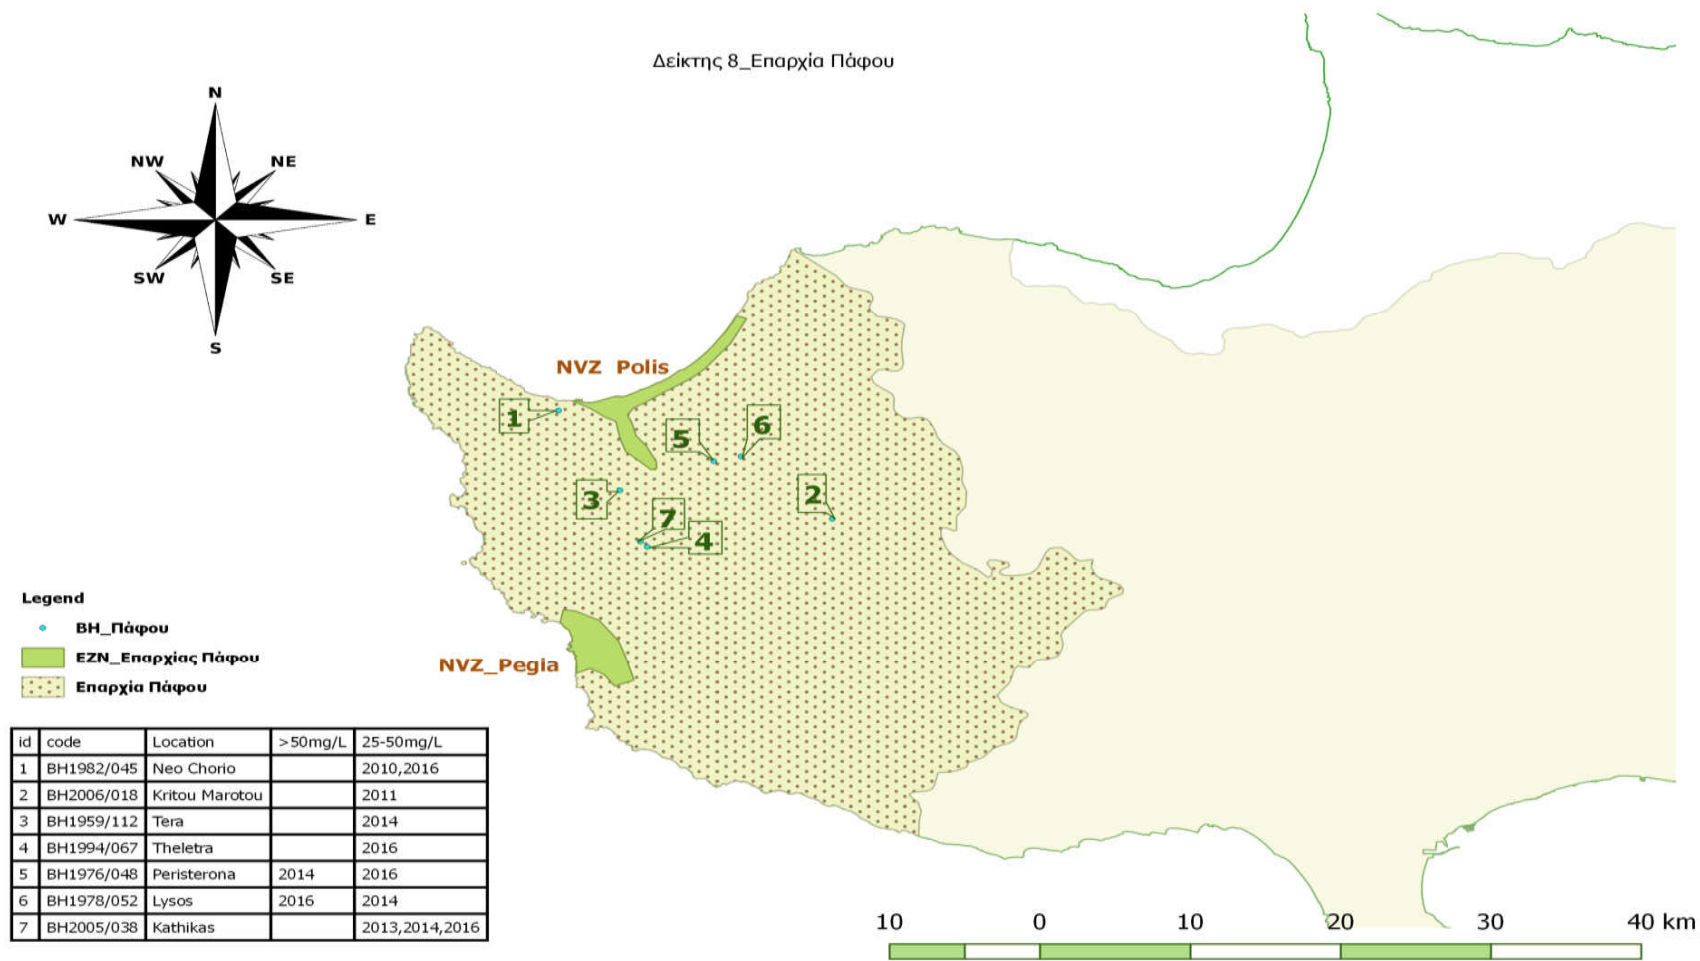 Δείκτης 8_Επαρχία Πάφου
N
NW NE
W E
SW SE
S
NVZ Polis
1
5
6
3
2
7
4
NVZ_Pegia
Legend
BH_Πάφου
ΕΖΝ_Επαρχίας Πάφου
Επαρχία Πάφου
id code Location >50mg/L 25-50mg/L
1 BH1982/045 Neo Chorio 2010,2016
2 BH2006/018 Kritou Marotou 2011
3 BH1959/112 Tera 2014
4 BH1994/067 Theletra 2016
5 BH1976/048 Peristerona 2014 2016
6 BH1978/052 Lysos 2016 2014
7 BH2005/038 Kathikas 2013,2014,2016
10 0 10 20 30 40 km